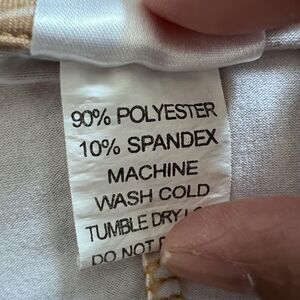 90% POLYESTER
10% SPANDEX
MACHINE
WASH COLD
TUMBLE DRY
DO NOT